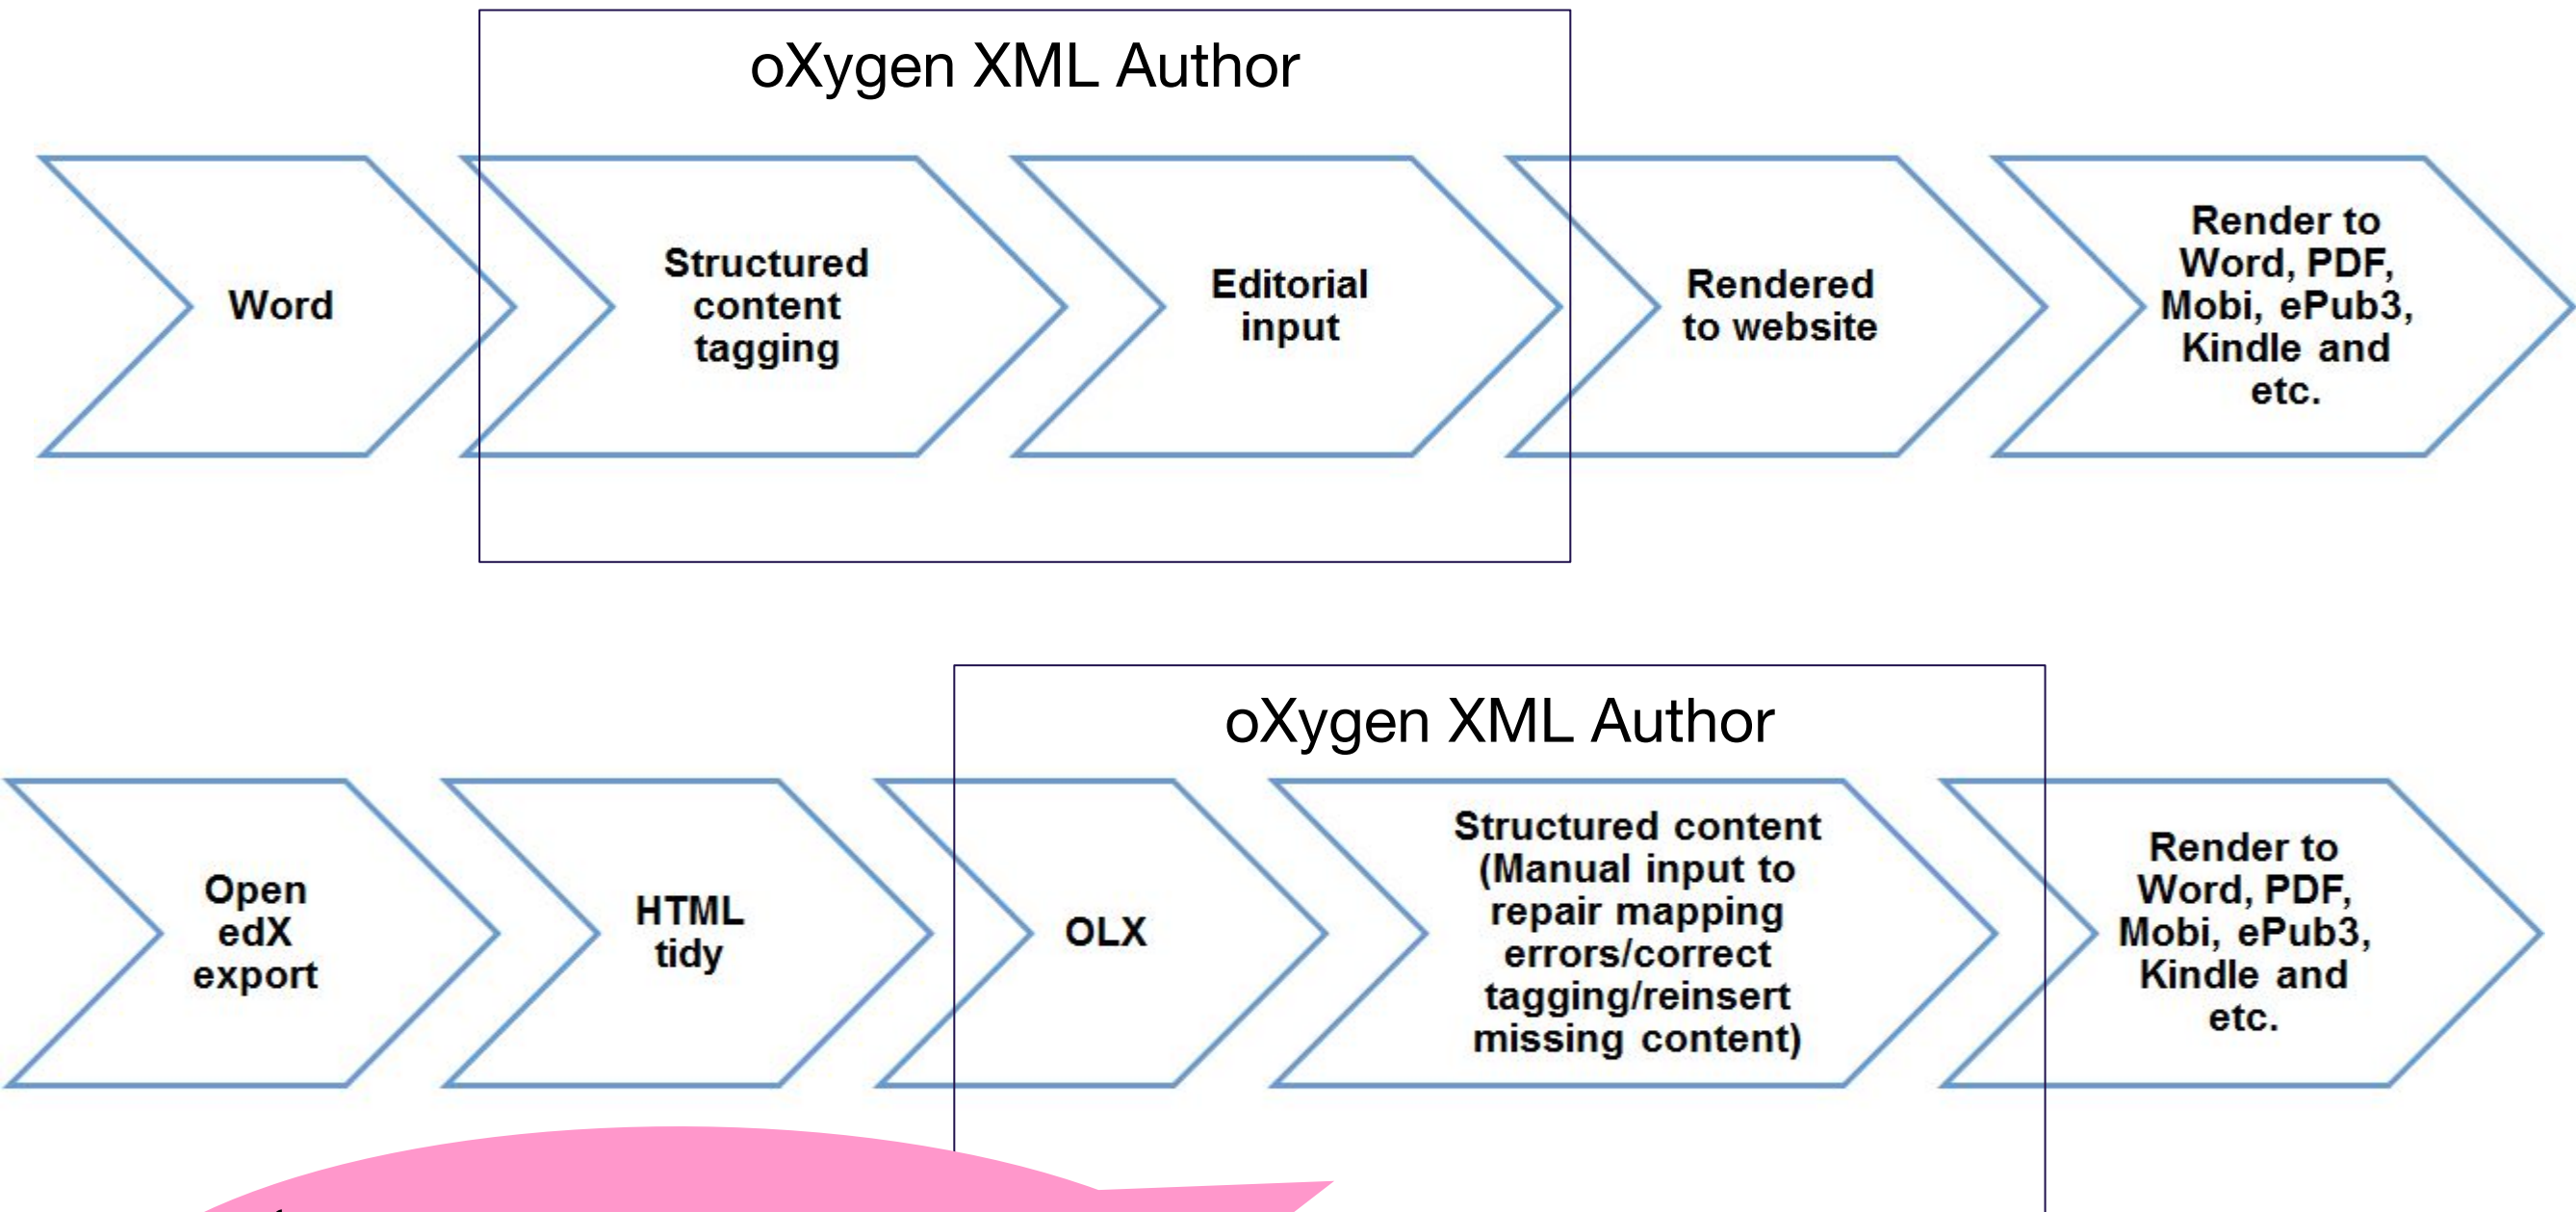 oXygen XML Author
Word
Structured
content
tagging
Editorial
input
Rendered
to website
Render to
Word, PDF,
Mobi, ePub3,
Kindle and
etc.
oXygen XML Author
Open
edX
export
HTML
tidy
OLX
Structured content
(Manual input to
repair mapping
errors/correct
tagging/reinsert
missing content)
Render to
Word, PDF,
Mobi, ePub3,
Kindle and
etc.